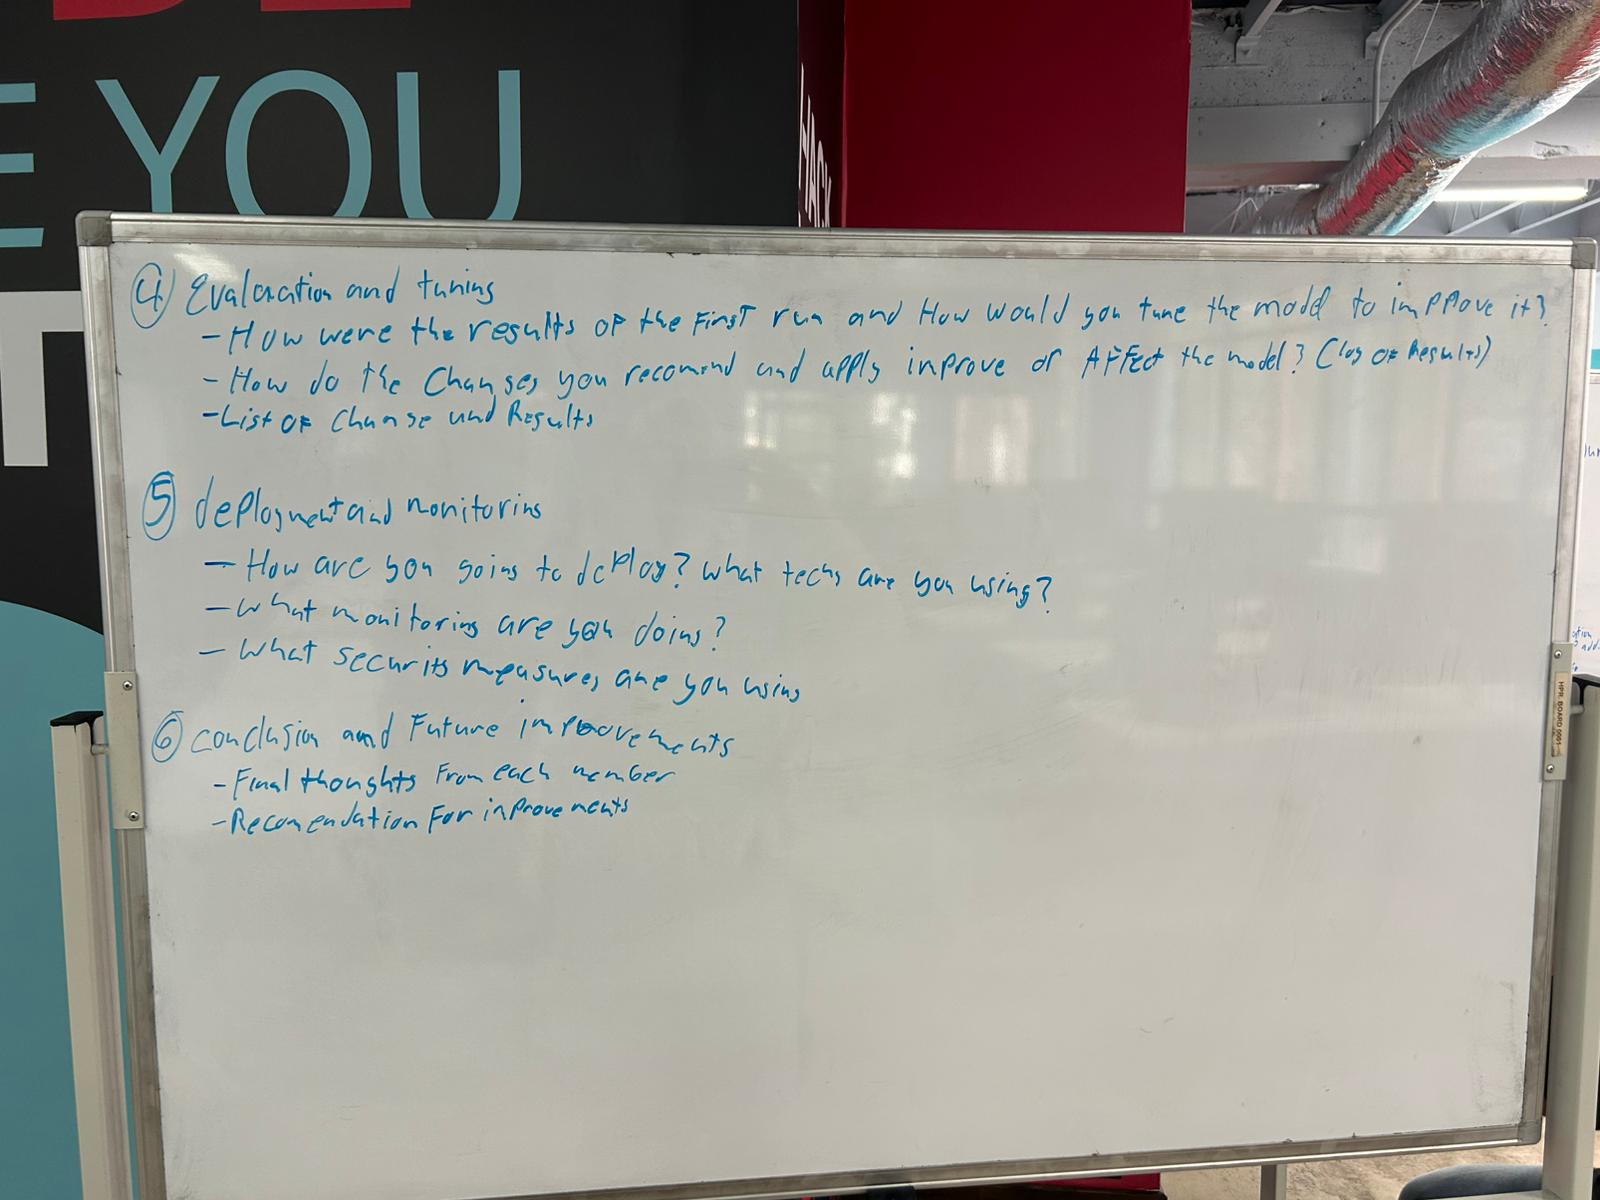 E YOU
HACK
④ Evaluation and tuning
- How were the results of the First run and How would you tune the model to improve it?
- How do the Changes you recomend and apply improve or Affect the model? (log of Results)
- List of Change and Results
⑤ deployment and monitoring
- How are you going to deploy? what techs are you using?
- what monitoring are you doing?
- what security measures are you using
⑥ conclusion and Future improvements
- Final thoughts From each member
- Recomendation For improvements
HPR. BOARD 0001